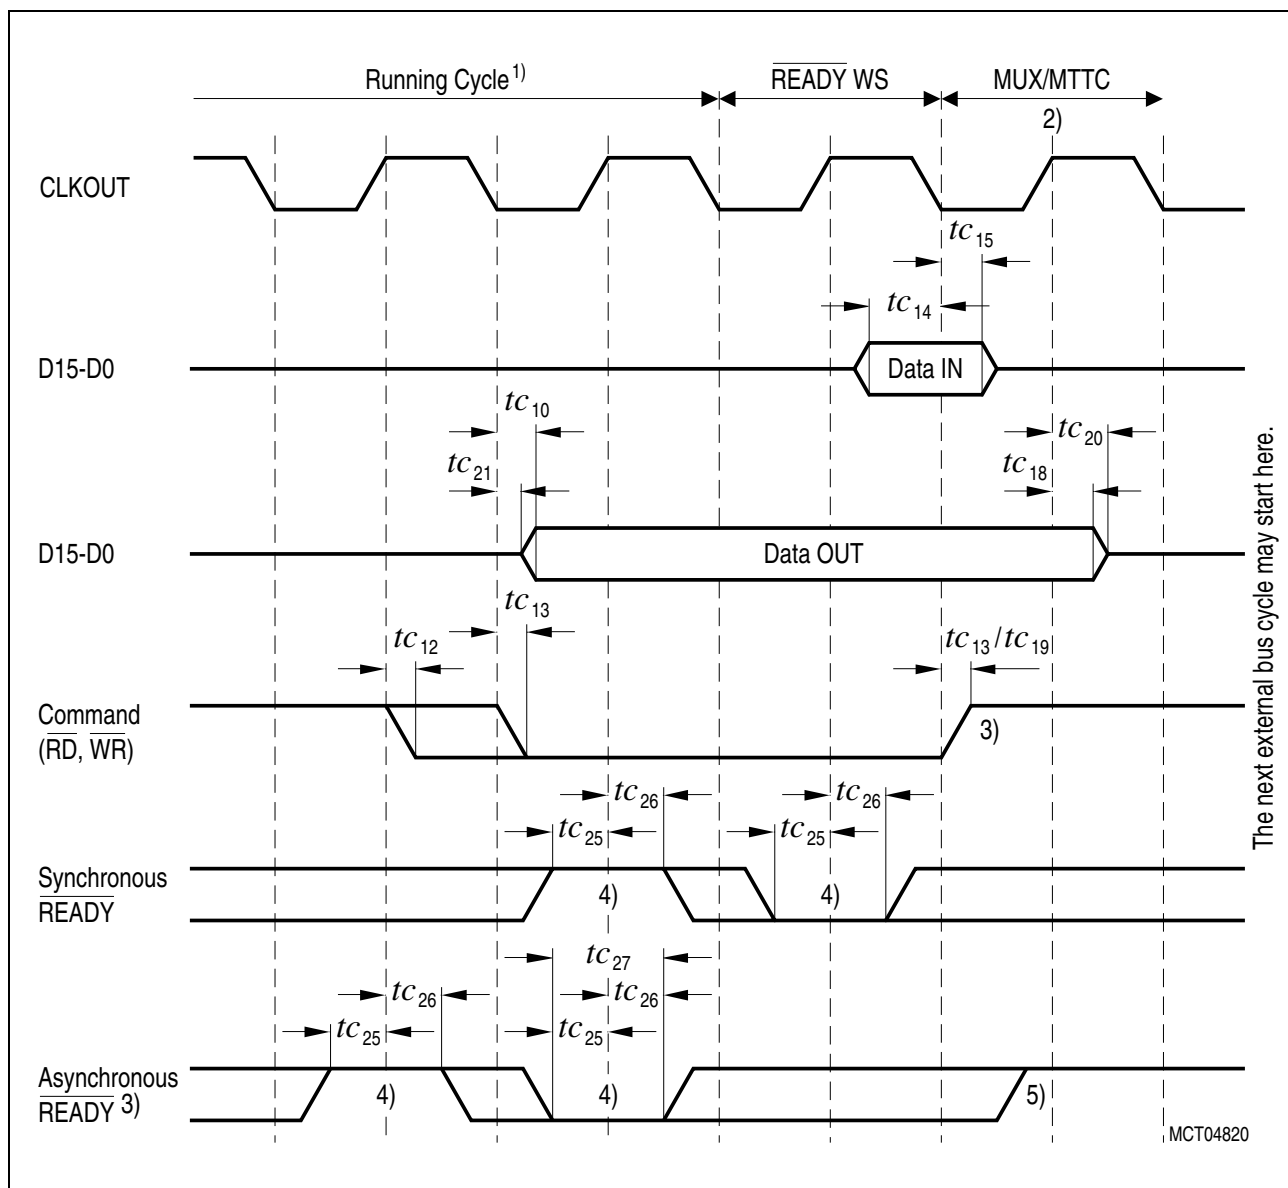 Running Cycle 1)
READY WS
MUX/MTTC
2)
CLKOUT
tc15
tc14
D15-D0
Data IN
tc10
tc20
tc21
tc18
D15-D0
Data OUT
tc13
tc12
tc13/tc19
Command
(RD, WR)
3)
tc26
tc26
tc25
tc25
Synchronous
READY
4)
4)
tc27
tc26
tc26
tc25
tc25
Asynchronous
READY 3)
4)
4)
5)
The next external bus cycle may start here.
MCT04820